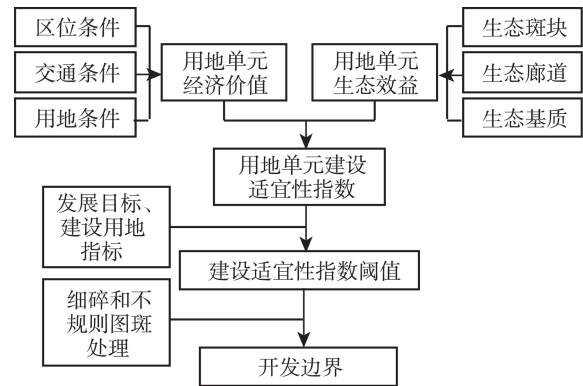 区位条件
交通条件
用地条件
用地单元
经济价值
用地单元
生态效益
生态斑块
生态廊道
生态基质
用地单元建设
适宜性指数
发展目标、
建设用地
指标
建设适宜性指数阈值
细碎和不
规则图斑
处理
开发边界